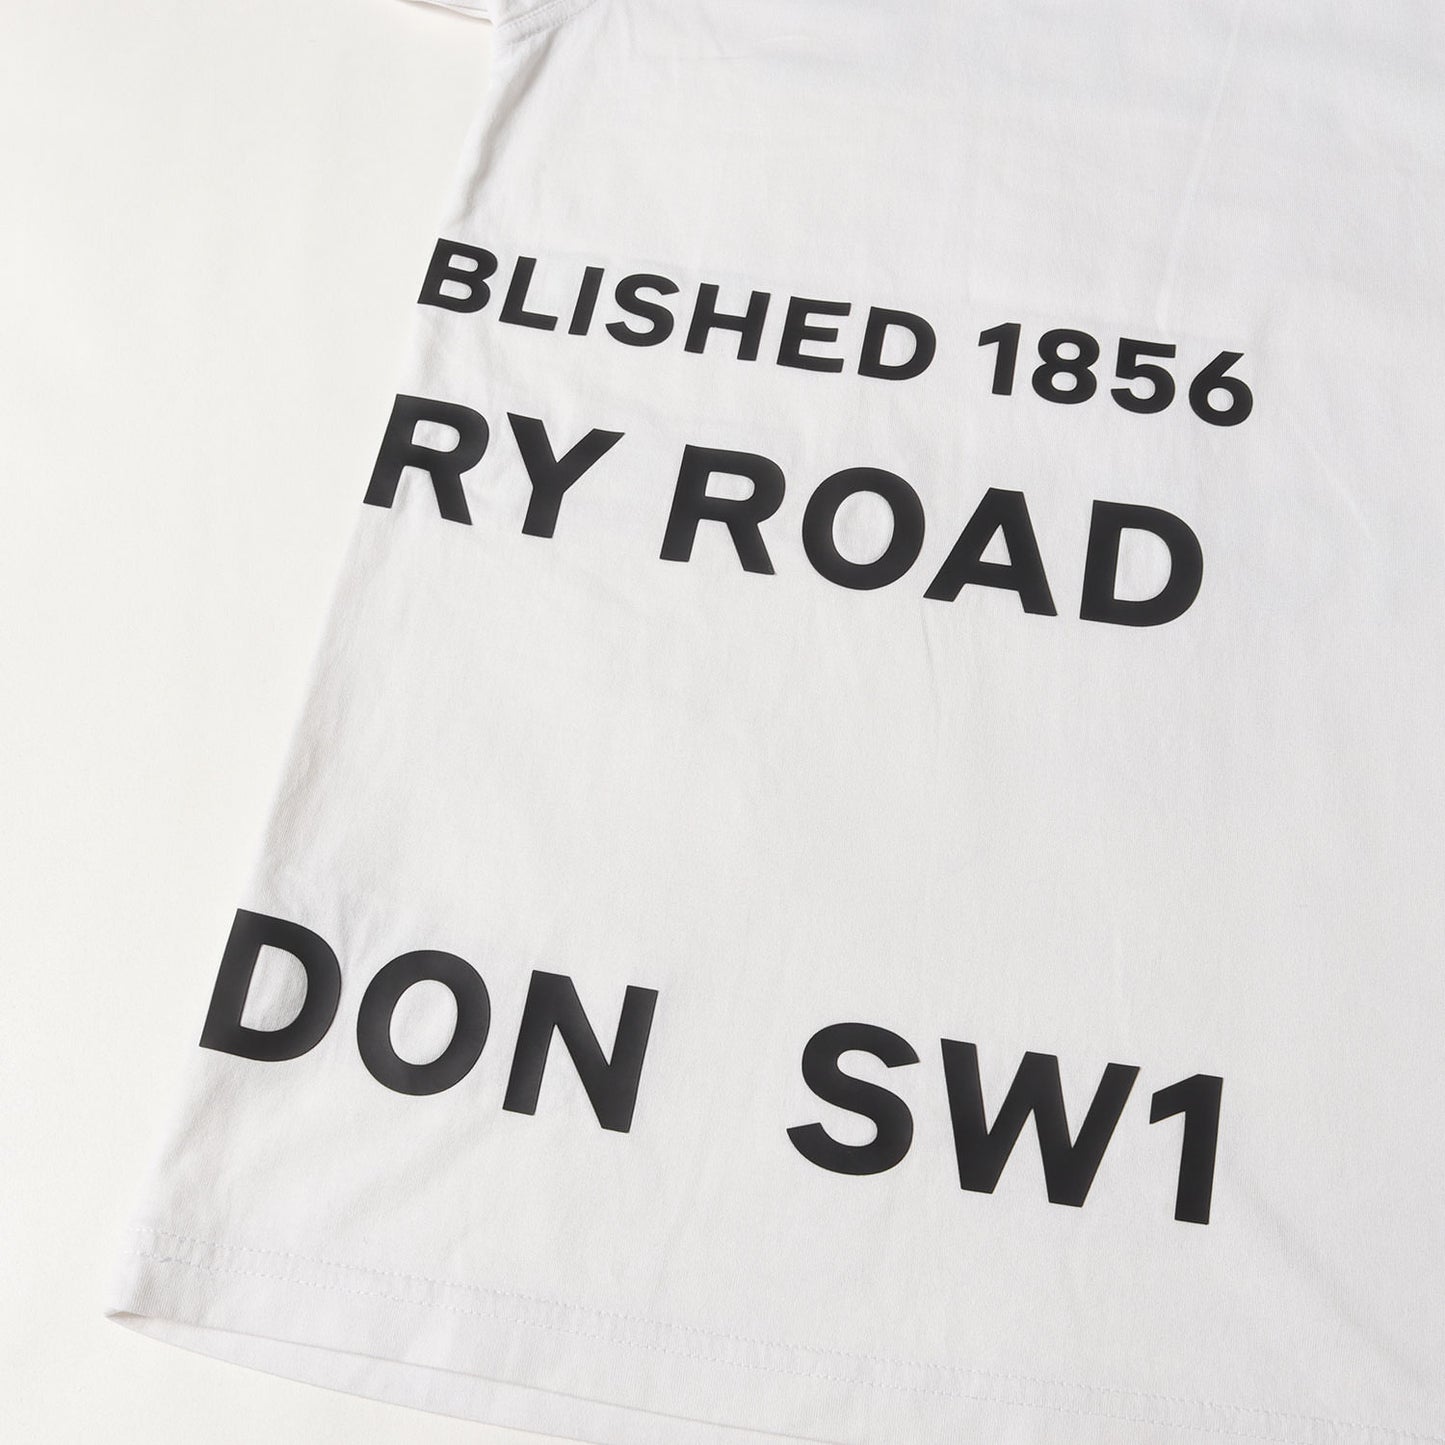 BLISHED 1856
RY ROAD
DON SW1